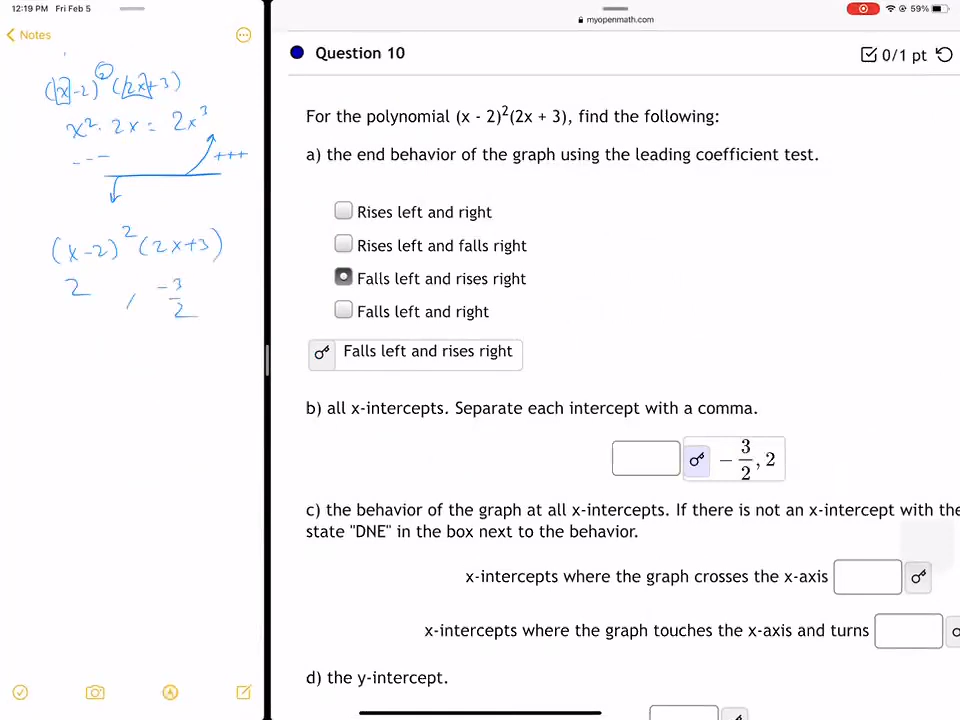 12:19 PM Fri Feb 5
myopenmath.com
59%
Notes
(x-2)² (2x+3)
x² · 2x = 2x³
---
+++
(x-2)² (2x+3)
2 , -3/2
Question 10
0/1 pt
For the polynomial (x - 2)²(2x + 3), find the following:
a) the end behavior of the graph using the leading coefficient test.
Rises left and right
Rises left and falls right
Falls left and rises right
Falls left and right
Falls left and rises right
b) all x-intercepts. Separate each intercept with a comma.
-3/2, 2
c) the behavior of the graph at all x-intercepts. If there is not an x-intercept with the
state "DNE" in the box next to the behavior.
x-intercepts where the graph crosses the x-axis
x-intercepts where the graph touches the x-axis and turns
d) the y-intercept.